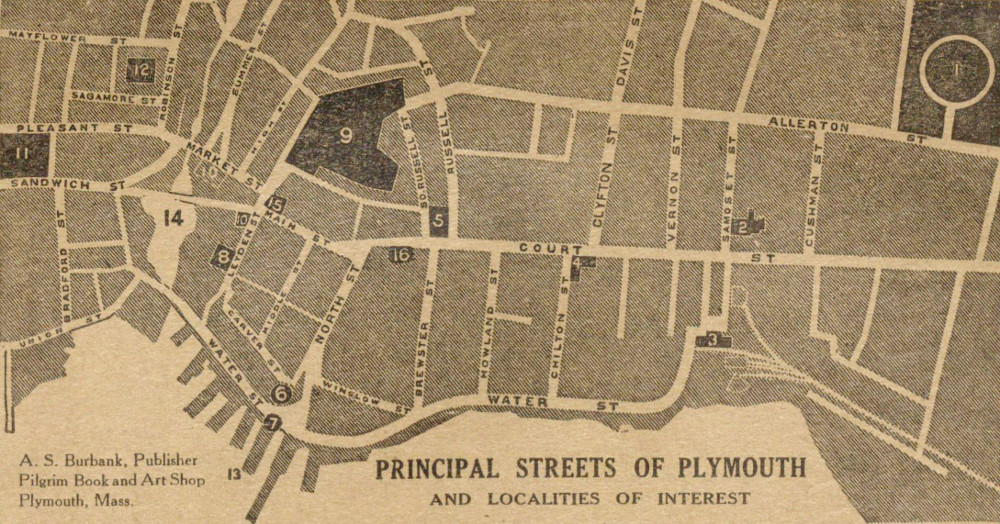 MAYFLOWER ST
12
SAGAMORE ST
ROBINSON ST
SUMMER ST
PLEASANT ST
MARKET ST
11
SANDWICH ST
14
10
15
MAIN ST
9
SO. RUSSELL ST
RUSSELL ST
5
DAVIS ST
CLYFTON ST
VERNON ST
SAMOSET ST
2
CUSHMAN ST
ALLERTON ST
1
COURT ST
16
4
8
LEYDEN ST
MIDDLE ST
CARVER ST
NORTH ST
BRADFORD ST
UNION ST
WATER ST
6
7
WINSLOW ST
BREWSTER ST
HOWLAND ST
CHILTON ST
WATER ST
3
13
A. S. Burbank, Publisher
Pilgrim Book and Art Shop
Plymouth, Mass.
PRINCIPAL STREETS OF PLYMOUTH
AND LOCALITIES OF INTEREST